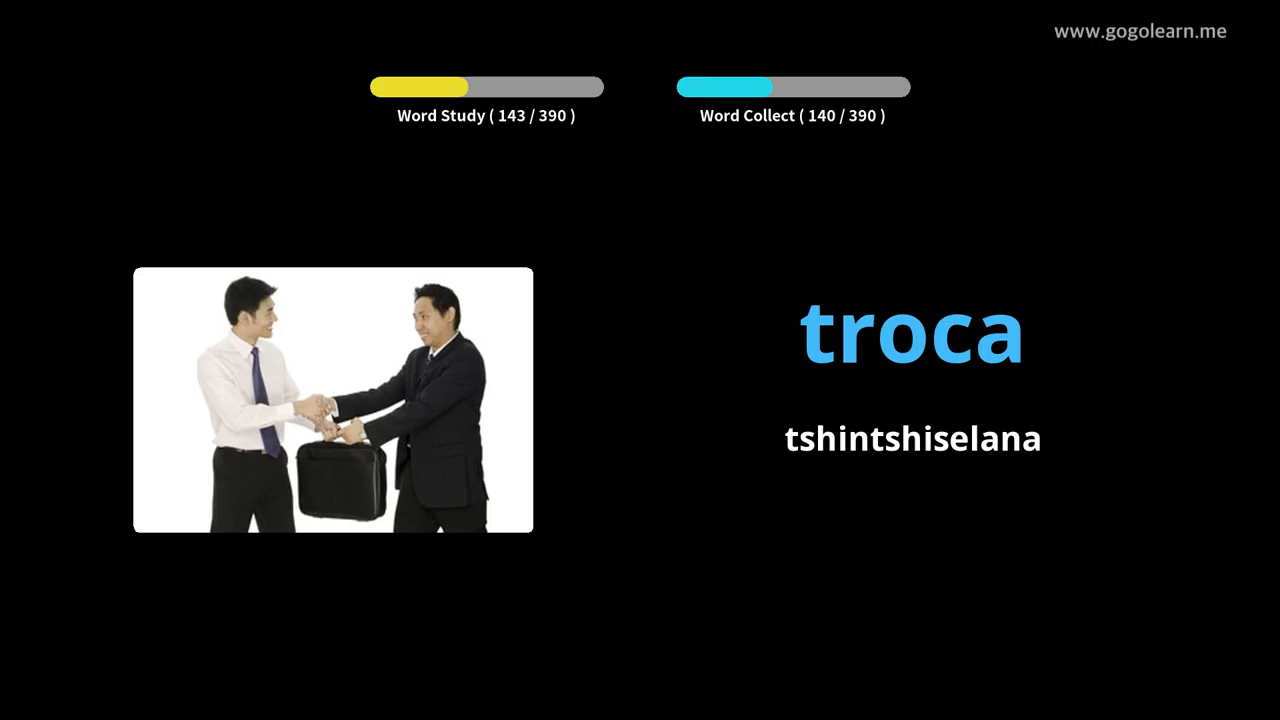 www.gogolearn.me
Word Study ( 143 / 390 )
Word Collect ( 140 / 390 )
troca
tshintshiselana